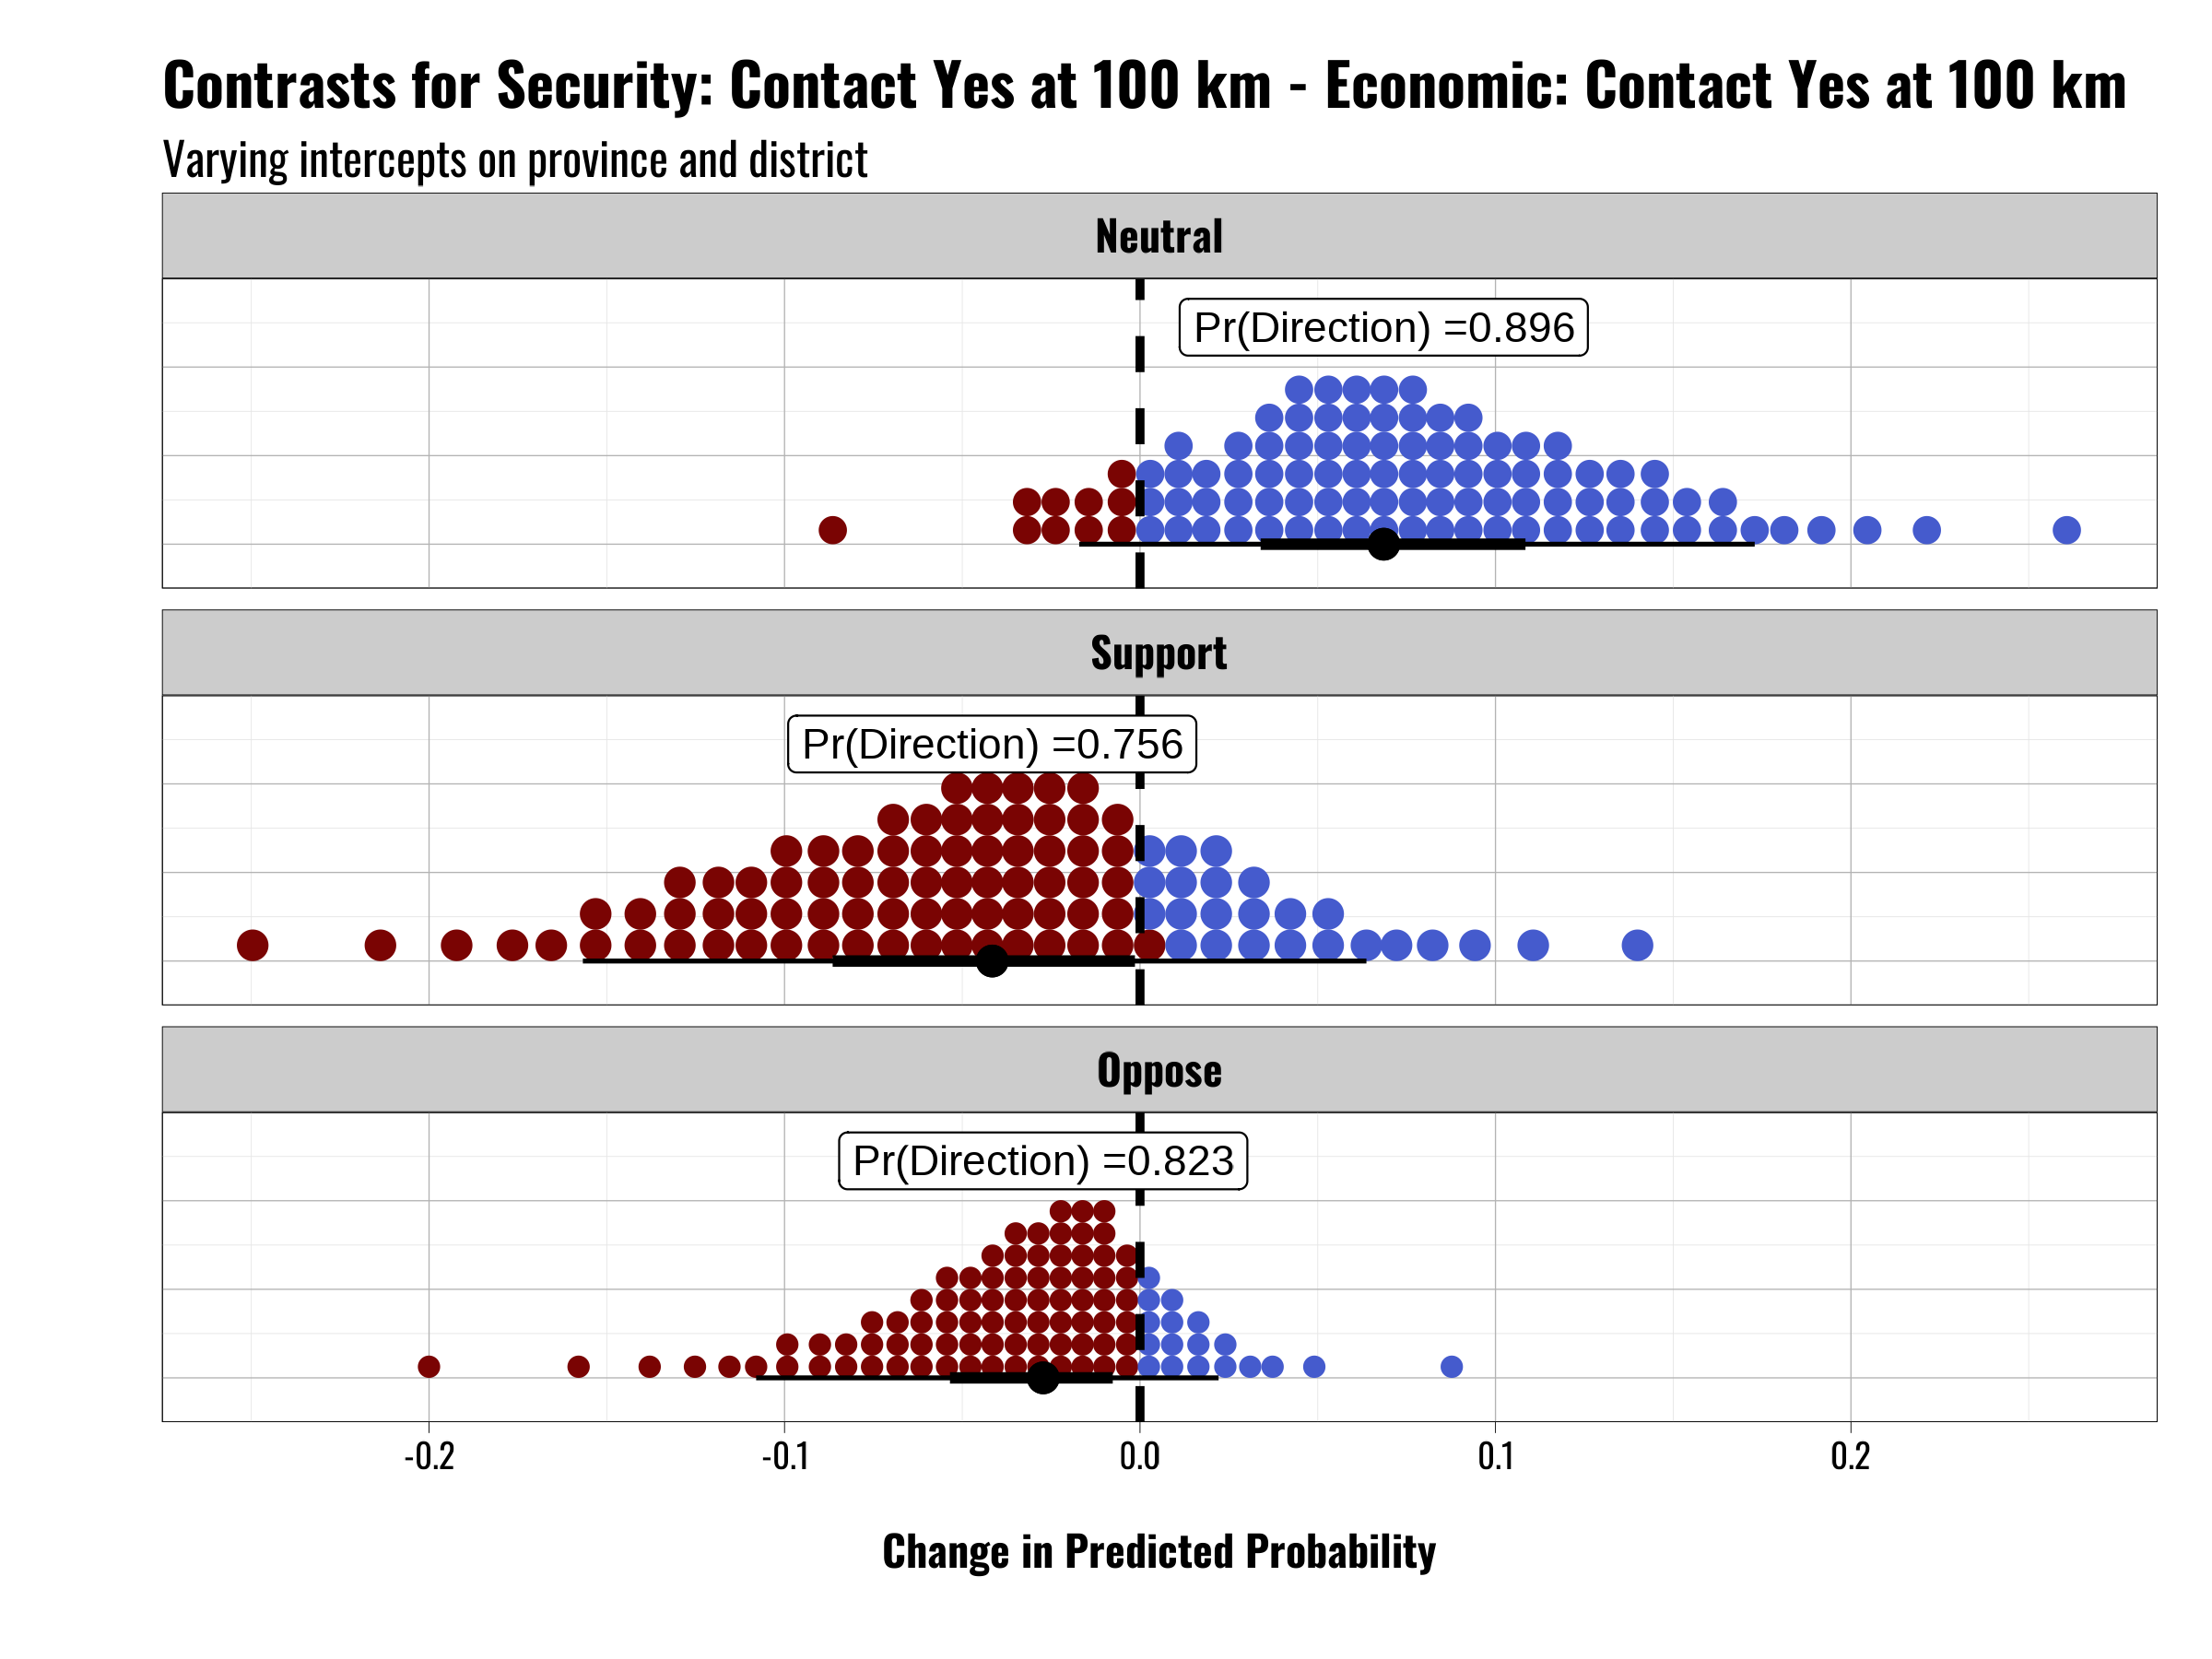 Contrasts for Security: Contact Yes at 100 km - Economic: Contact Yes at 100 km
Varying intercepts on province and district
Neutral
Pr(Direction) =0.896
Support
Pr(Direction) =0.756
Oppose
Pr(Direction) =0.823
-0.2 -0.1 0.0 0.1 0.2
Change in Predicted Probability